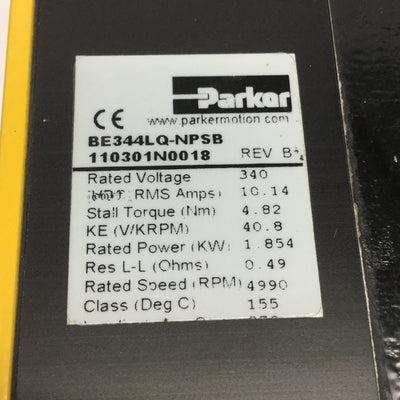 Parker
CE www.parkermotion.com
BE344LQ-NPSB
110301N0018 REV B
Rated Voltage 340
RMS Amps) 10.14
Stall Torque (Nm) 4.82
KE (V/KRPM) 40.8
Rated Power (KW) 1.854
Res L-L (Ohms) 0.49
Rated Speed (RPM) 4990
Class (Deg C) 155